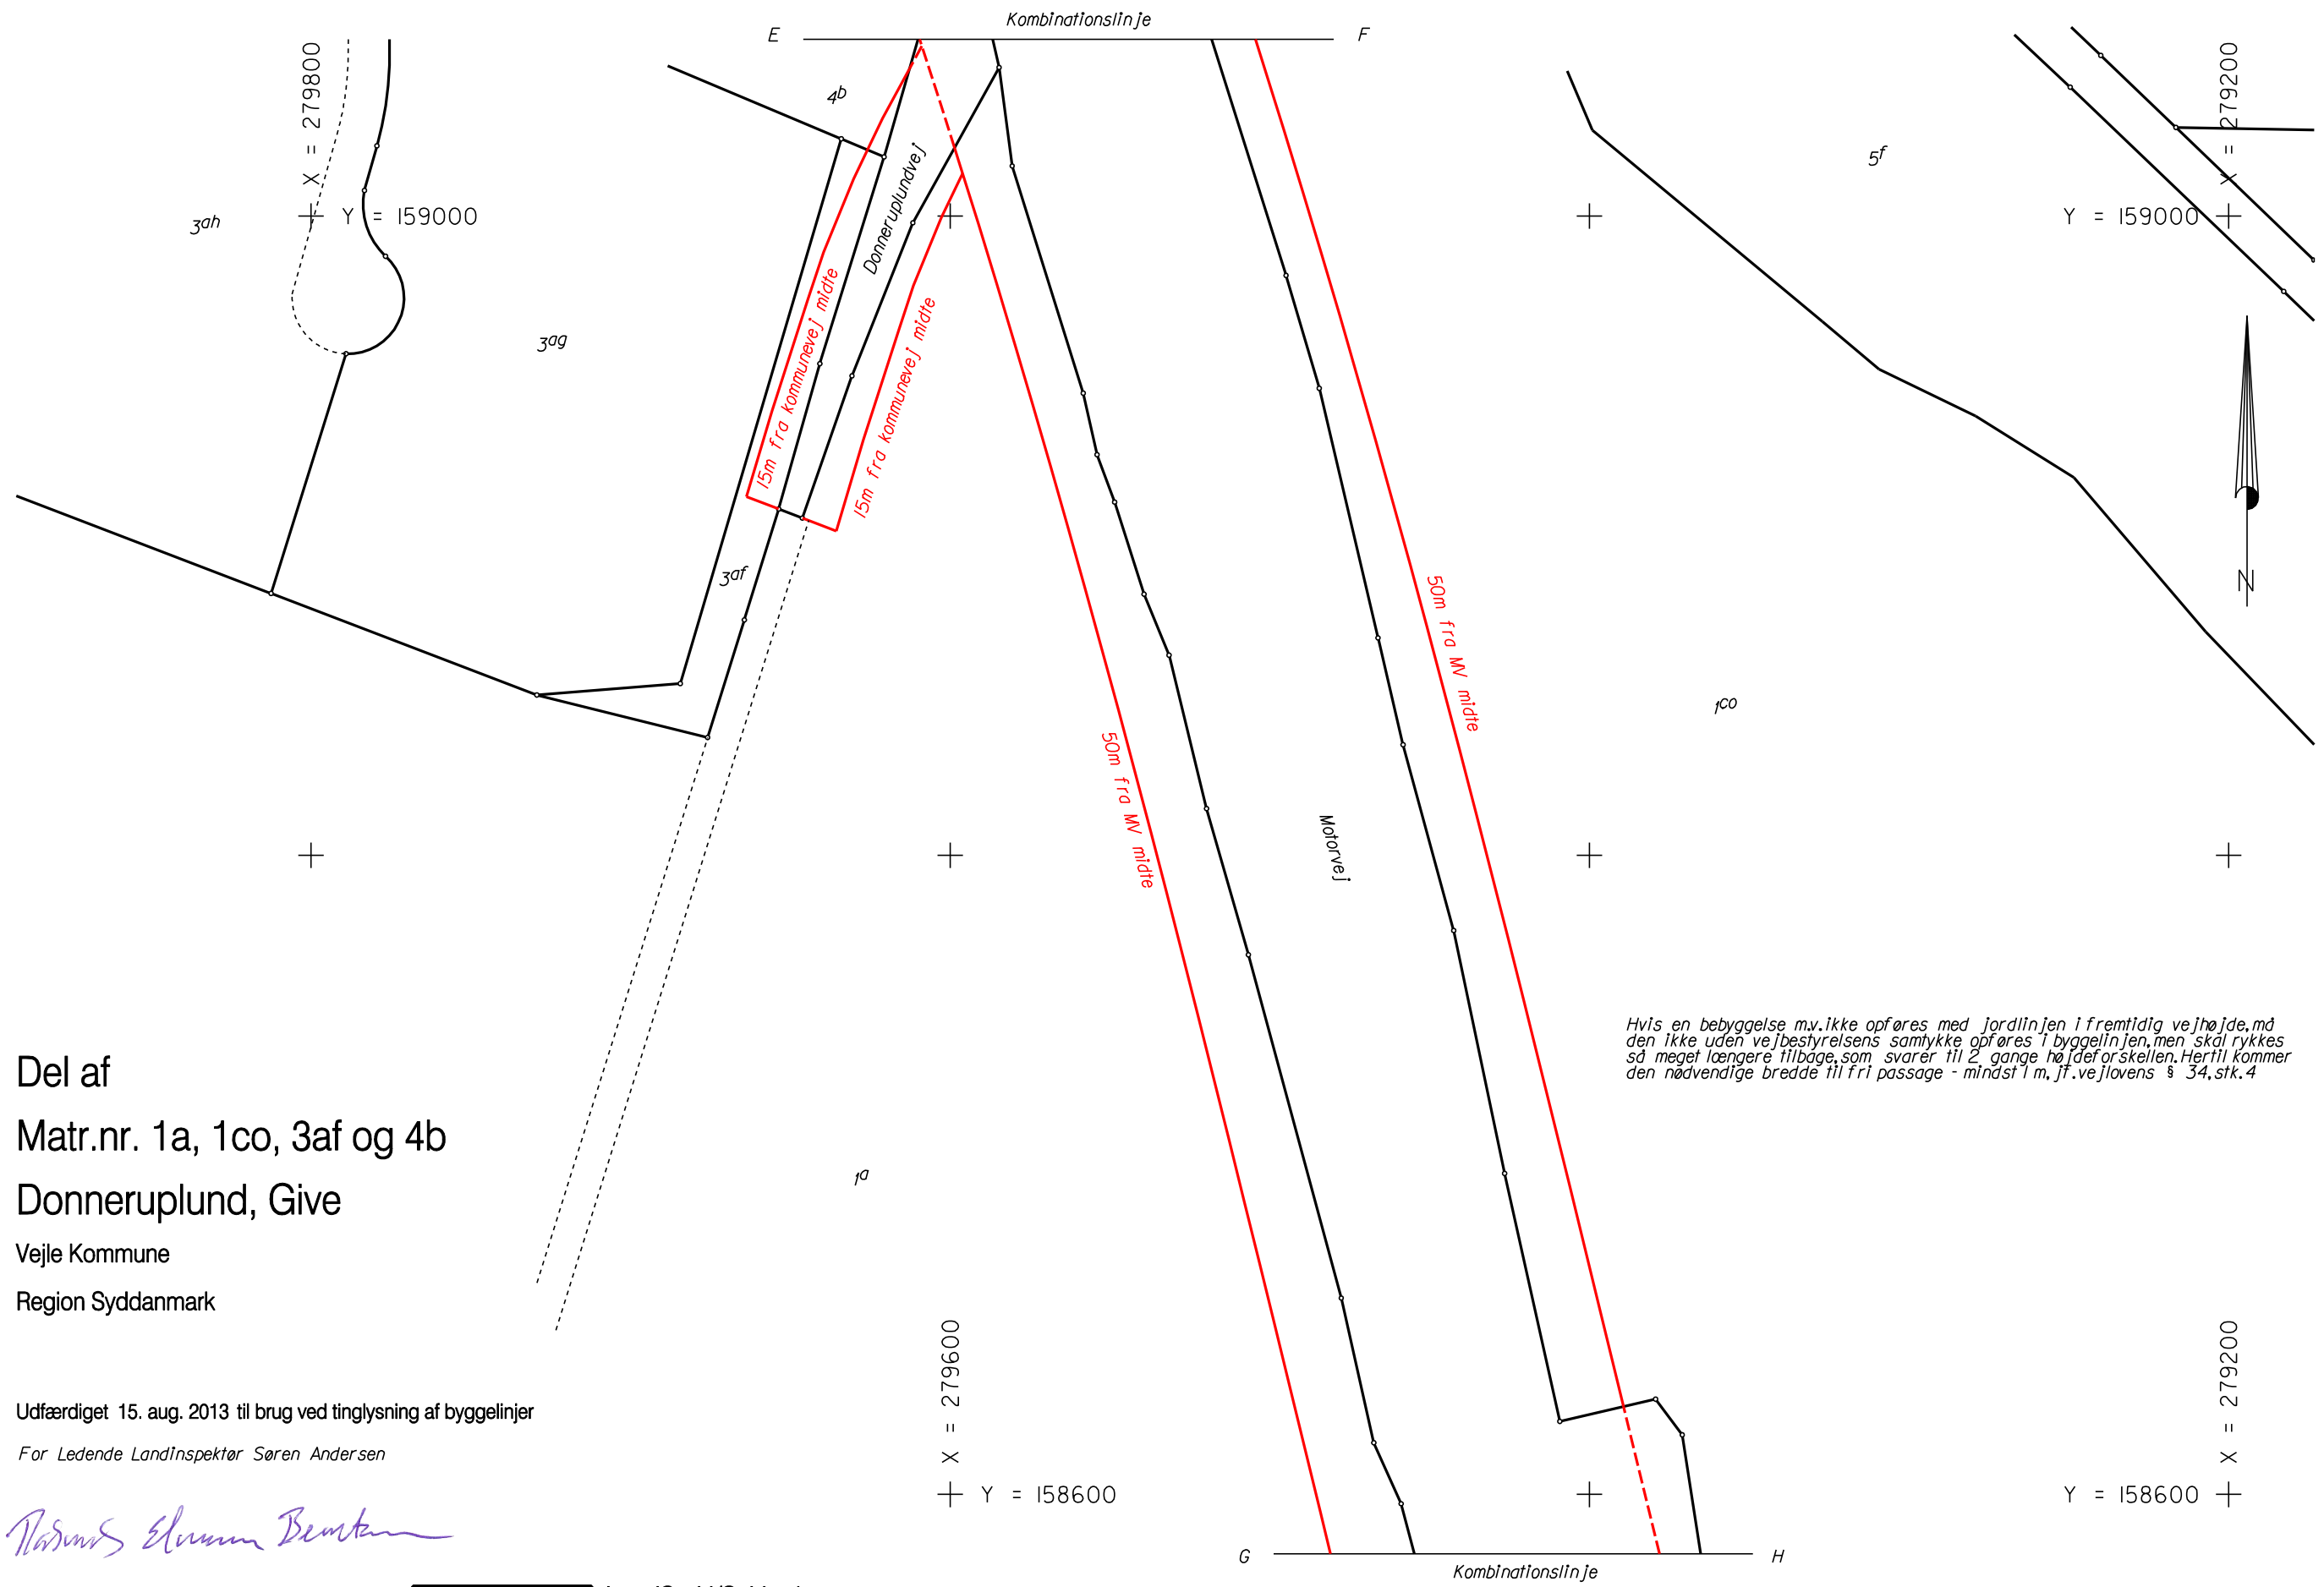 Kombinationslinje
E
F
X = 279800
X = 279200
4b
5f
Donneruplundvej
3ah
Y = 159000
Y = 159000
15m fra kommunevej midte
15m fra kommunevej midte
3ag
3af
N
50m fra MV midte
50m fra MV midte
1co
Motorvej
Hvis en bebyggelse m.v. ikke opføres med jordlinjen i fremtidig vejhøjde, må
den ikke uden vejbestyrelsens samtykke opføres i byggelinjen, men skal rykkes
så meget længere tilbage, som svarer til 2 gange højdeforskellen. Hertil kommer
den nødvendige bredde til fri passage - mindst 1 m, jf. vejlovens § 34, stk. 4
Del af
Matr.nr. 1a, 1co, 3af og 4b
Donneruplund, Give
Vejle Kommune
Region Syddanmark
1a
X = 279600
X = 279200
Udfærdiget 15. aug. 2013 til brug ved tinglysning af byggelinjer
For Ledende Landinspektør Søren Andersen
Y = 158600
Y = 158600
G
H
Kombinationslinje